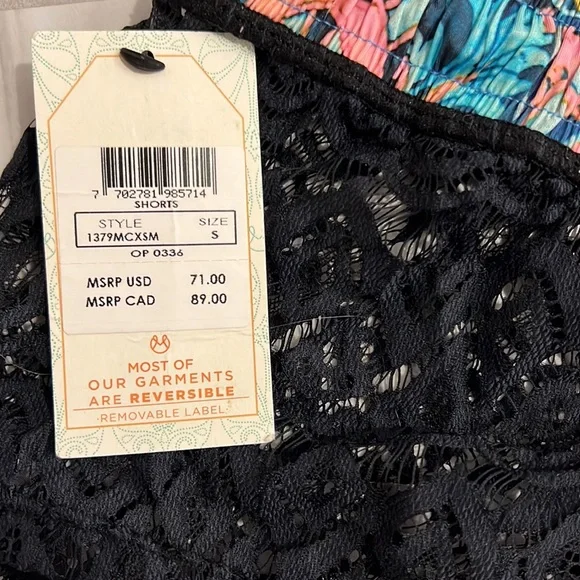 7 702781 985714
SHORTS
STYLE SIZE
1379MCXSM S
OP 0336
MSRP USD 71.00
MSRP CAD 89.00
MOST OF
OUR GARMENTS
ARE REVERSIBLE
·REMOVABLE LABEL·